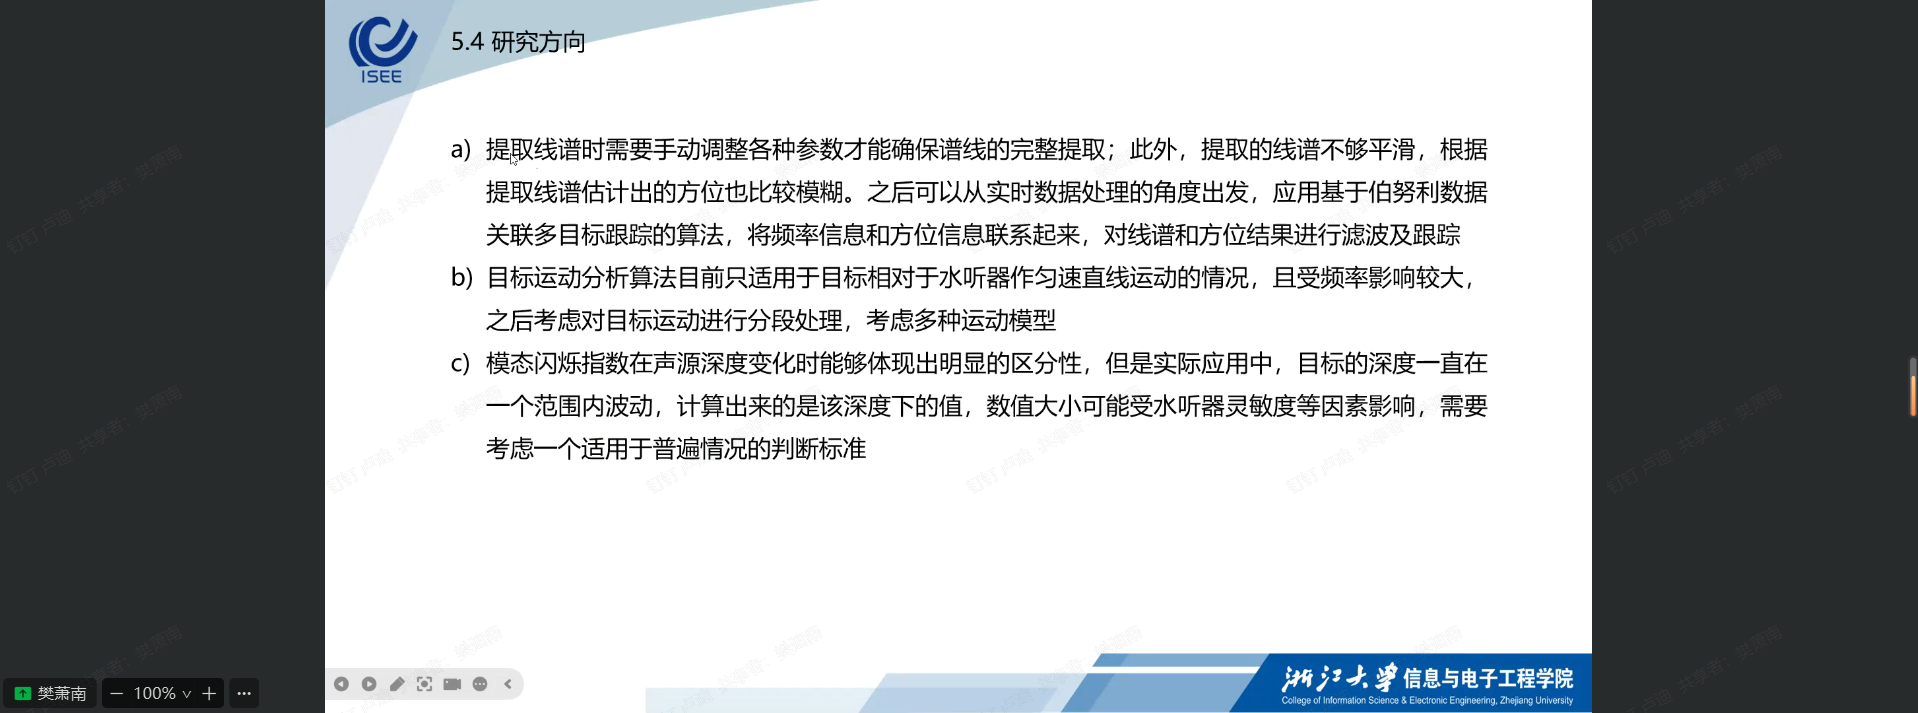 ISEE
5.4 研究方向
a) 提取线谱时需要手动调整各种参数才能确保谱线的完整提取；此外，提取的线谱不够平滑，根据
提取线谱估计出的方位也比较模糊。之后可以从实时数据处理的角度出发，应用基于伯努利数据
关联多目标跟踪的算法，将频率信息和方位信息联系起来，对线谱和方位结果进行滤波及跟踪
b) 目标运动分析算法目前只适用于目标相对于水听器作匀速直线运动的情况，且受频率影响较大，
之后考虑对目标运动进行分段处理，考虑多种运动模型
c) 模态闪烁指数在声源深度变化时能够体现出明显的区分性，但是实际应用中，目标的深度一直在
一个范围内波动，计算出来的是该深度下的值，数值大小可能受水听器灵敏度等因素影响，需要
考虑一个适用于普遍情况的判断标准
浙江大学 信息与电子工程学院
College of Information Science & Electronic Engineering, Zhejiang University
樊萧南
100%